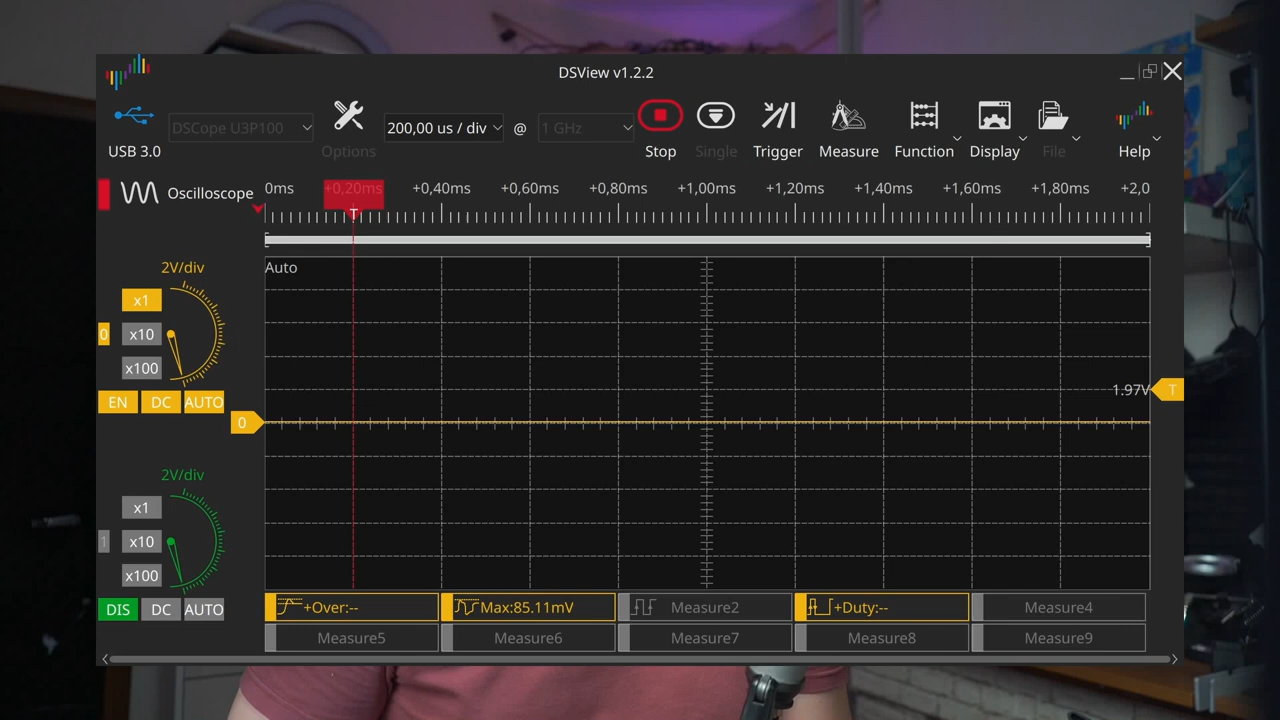 DSView v1.2.2
USB 3.0
DSCope U3P100
Options
200,00 us / div
@
1 GHz
Stop
Single
Trigger
Measure
Function
Display
File
Help
Oscilloscope
0ms +0,20ms +0,40ms +0,60ms +0,80ms +1,00ms +1,20ms +1,40ms +1,60ms +1,80ms +2,0
T
Auto
2V/div
x1
0
x10
x100
EN DC AUTO
1.97V T
0
2V/div
x1
1
x10
x100
DIS DC AUTO
+Over:-- Max:85.11mV Measure2 +Duty:-- Measure4
Measure5 Measure6 Measure7 Measure8 Measure9